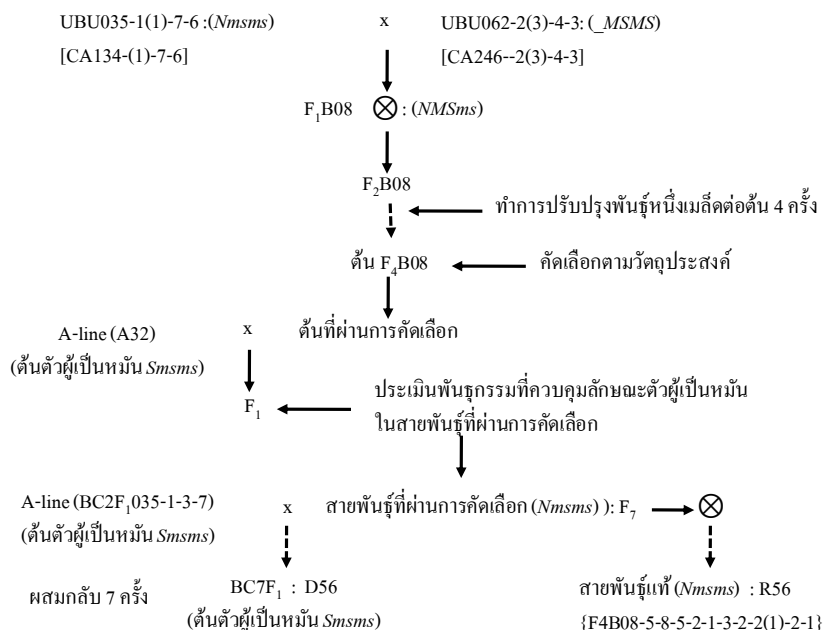 UBU035-1(1)-7-6 :(Nmsms) x UBU062-2(3)-4-3: (_MSMS)
[CA134-(1)-7-6] [CA246--2(3)-4-3]
F₁B08 ⊗ : (NMSms)
F₂B08
ทำการปรับปรุงพันธุ์หนึ่งเมล็ดต่อต้น 4 ครั้ง
ต้น F₄B08 คัดเลือกตามวัตถุประสงค์
A-line (A32) x ต้นที่ผ่านการคัดเลือก
(ต้นตัวผู้เป็นหมัน Smsms)
F₁ ประเมินพันธุกรรมที่ควบคุมลักษณะตัวผู้เป็นหมัน
ในสายพันธุ์ที่ผ่านการคัดเลือก
A-line (BC2F₁035-1-3-7) x สายพันธุ์ที่ผ่านการคัดเลือก (Nmsms) ): F₇ ⊗
(ต้นตัวผู้เป็นหมัน Smsms)
ผสมกลับ 7 ครั้ง BC7F₁ : D56 สายพันธุ์แท้ (Nmsms) : R56
(ต้นตัวผู้เป็นหมัน Smsms) {F4B08-5-8-5-2-1-3-2-2(1)-2-1}